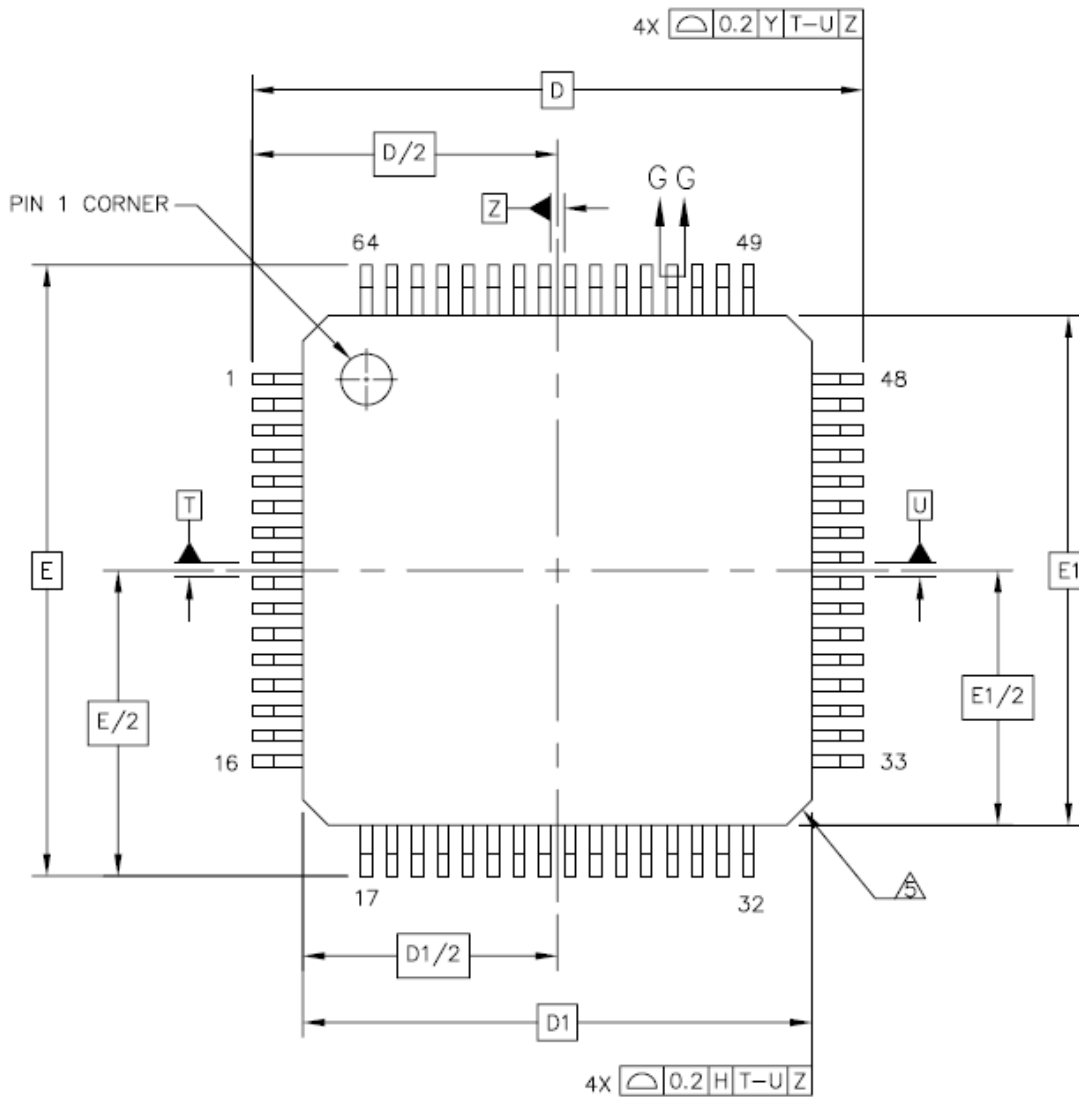 4X 0.2 Y T-U Z
D
D/2
G G
PIN 1 CORNER
Z
64 49
1 48
T U
E E1
E/2 E1/2
16 33
17 32
5
D1/2
D1
4X 0.2 H T-U Z